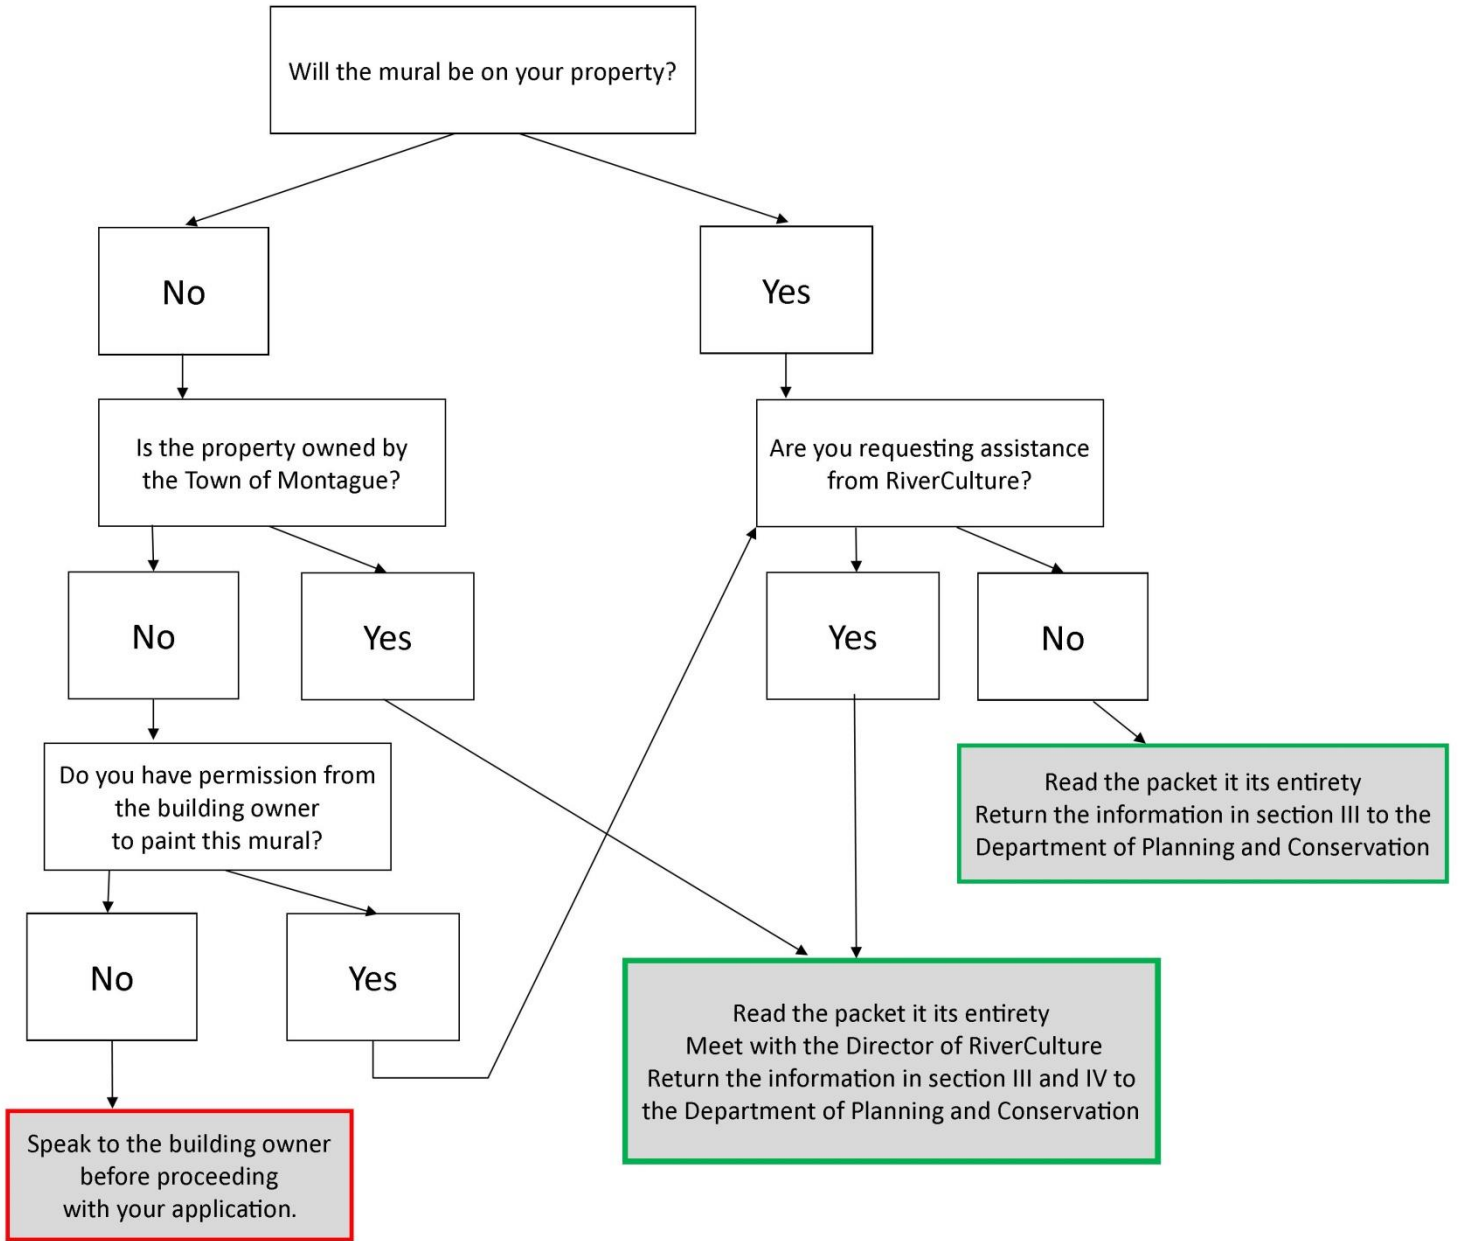 Will the mural be on your property?
No
Yes
Is the property owned by
the Town of Montague?
Are you requesting assistance
from RiverCulture?
No
Yes
Yes
No
Do you have permission from
the building owner
to paint this mural?
Read the packet it its entirety
Return the information in section III to the
Department of Planning and Conservation
No
Yes
Read the packet it its entirety
Meet with the Director of RiverCulture
Return the information in section III and IV to
the Department of Planning and Conservation
Speak to the building owner
before proceeding
with your application.